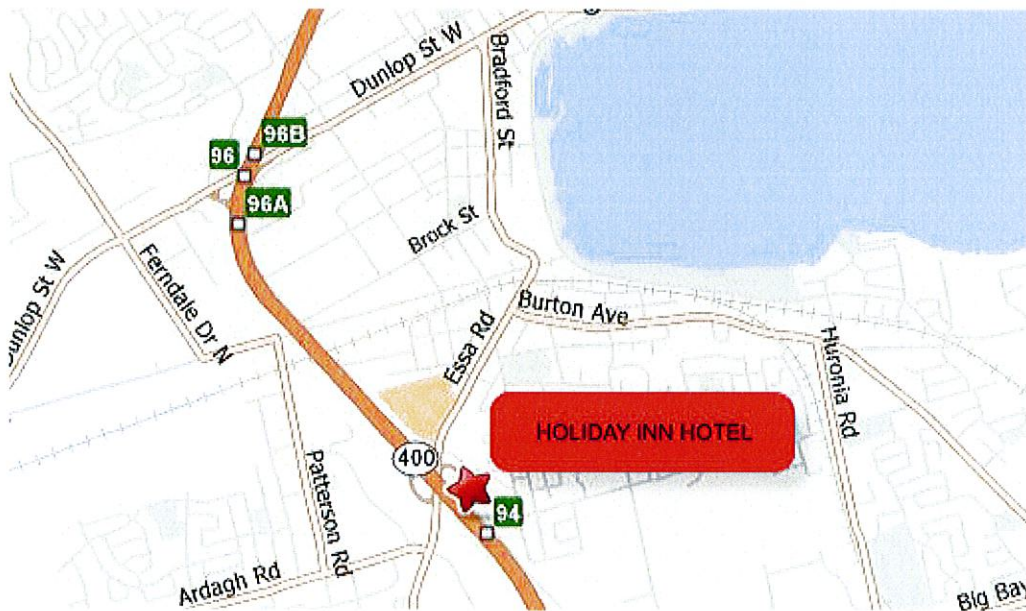 Dunlop St W
Bradford St
96B
96
96A
Brock St
Dunlop St W
Ferndale Dr N
Burton Ave
Essa Rd
Huronia Rd
HOLIDAY INN HOTEL
400
94
Patterson Rd
Ardagh Rd
Big Bay